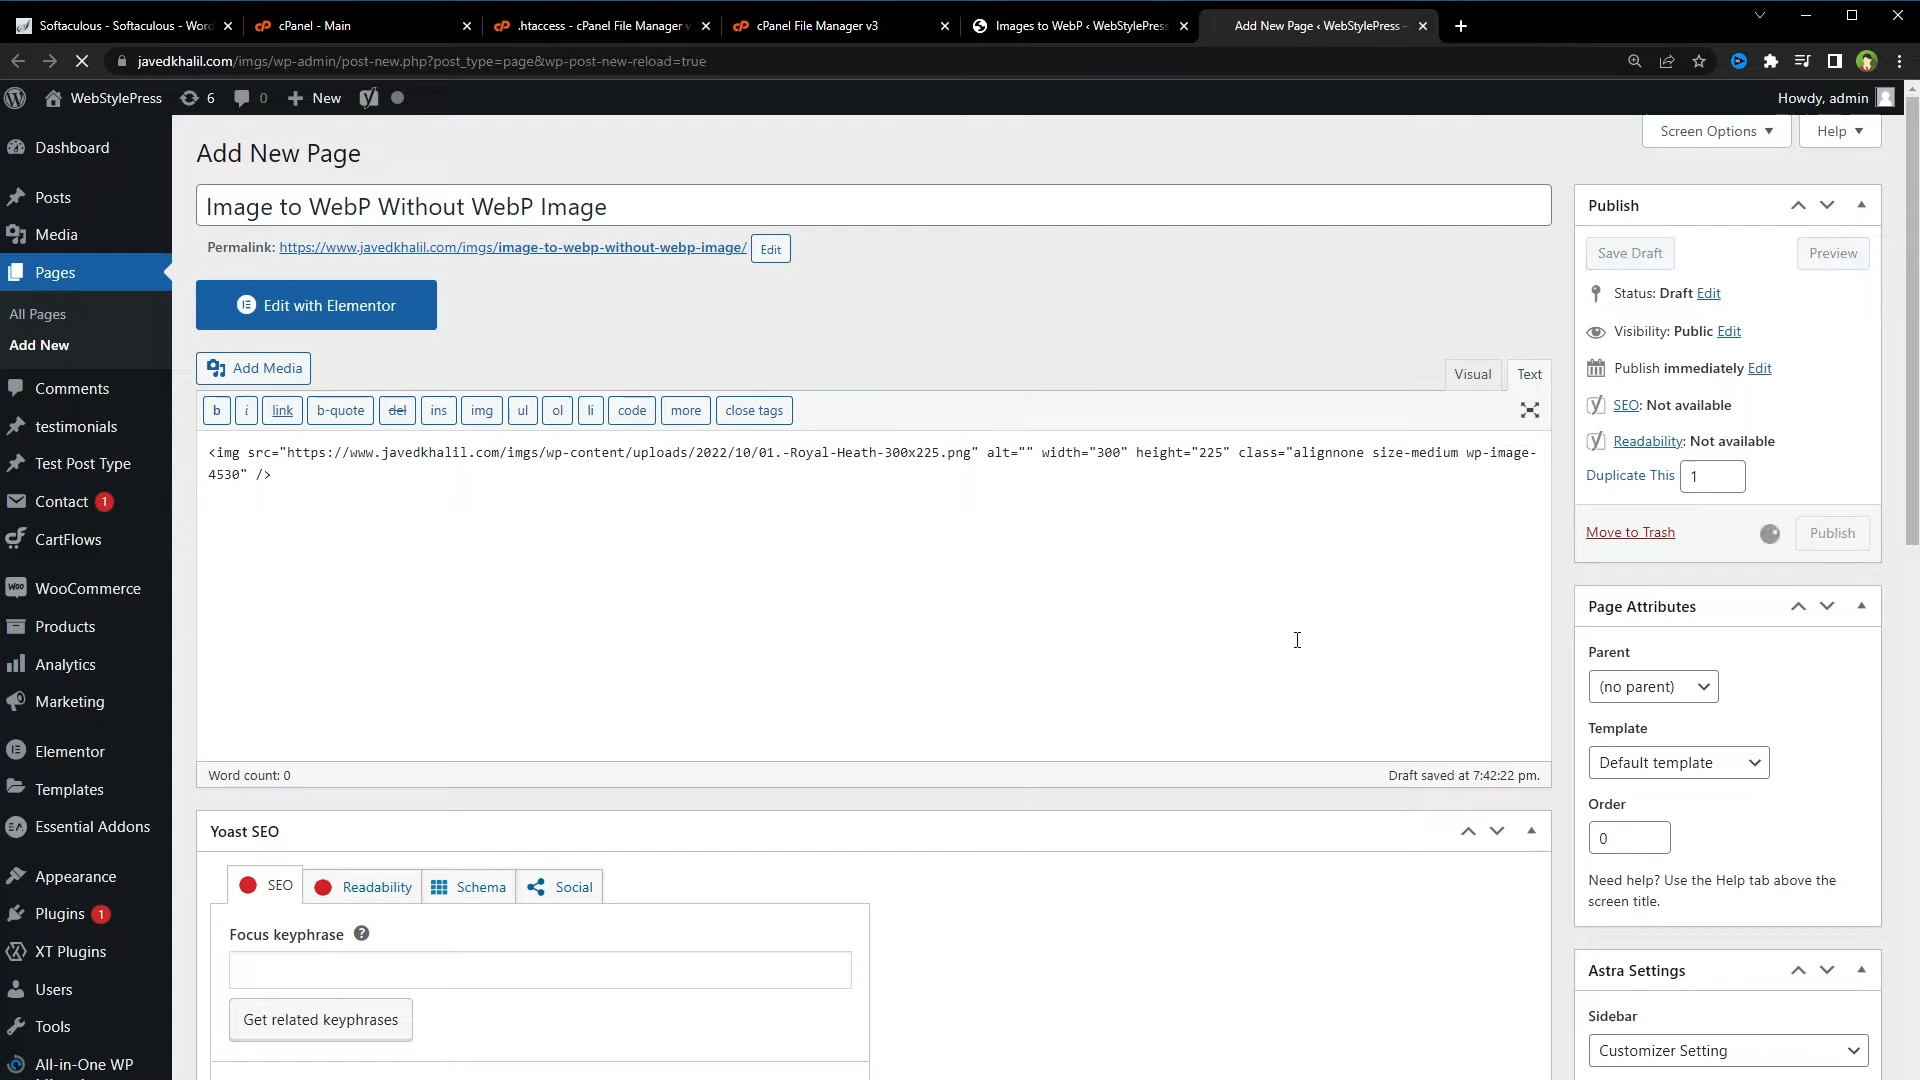 Softaculous - Softaculous - Word
cPanel - Main
.htaccess - cPanel File Manager v
cPanel File Manager v3
Images to WebP ‹ WebStylePress
Add New Page ‹ WebStylePress –
javedkhalil.com/imgs/wp-admin/post-new.php?post_type=page&wp-post-new-reload=true
WebStylePress
6
0
New
Howdy, admin
Screen Options
Help
Dashboard
Posts
Media
Pages
All Pages
Add New
Comments
testimonials
Test Post Type
Contact 1
CartFlows
WooCommerce
Products
Analytics
Marketing
Elementor
Templates
Essential Addons
Appearance
Plugins 1
XT Plugins
Users
Tools
All-in-One WP
Add New Page
Image to WebP Without WebP Image
Permalink: https://www.javedkhalil.com/imgs/image-to-webp-without-webp-image/ Edit
Edit with Elementor
Add Media
Visual
Text
b
i
link
b-quote
del
ins
img
ul
ol
li
code
more
close tags
<img src="https://www.javedkhalil.com/imgs/wp-content/uploads/2022/10/01.-Royal-Heath-300x225.png" alt="" width="300" height="225" class="alignnone size-medium wp-image-
4530" />
Word count: 0
Draft saved at 7:42:22 pm.
Yoast SEO
SEO
Readability
Schema
Social
Focus keyphrase
Get related keyphrases
Publish
Save Draft
Preview
Status: Draft Edit
Visibility: Public Edit
Publish immediately Edit
SEO: Not available
Readability: Not available
Duplicate This 1
Move to Trash
Publish
Page Attributes
Parent
(no parent)
Template
Default template
Order
0
Need help? Use the Help tab above the
screen title.
Astra Settings
Sidebar
Customizer Setting